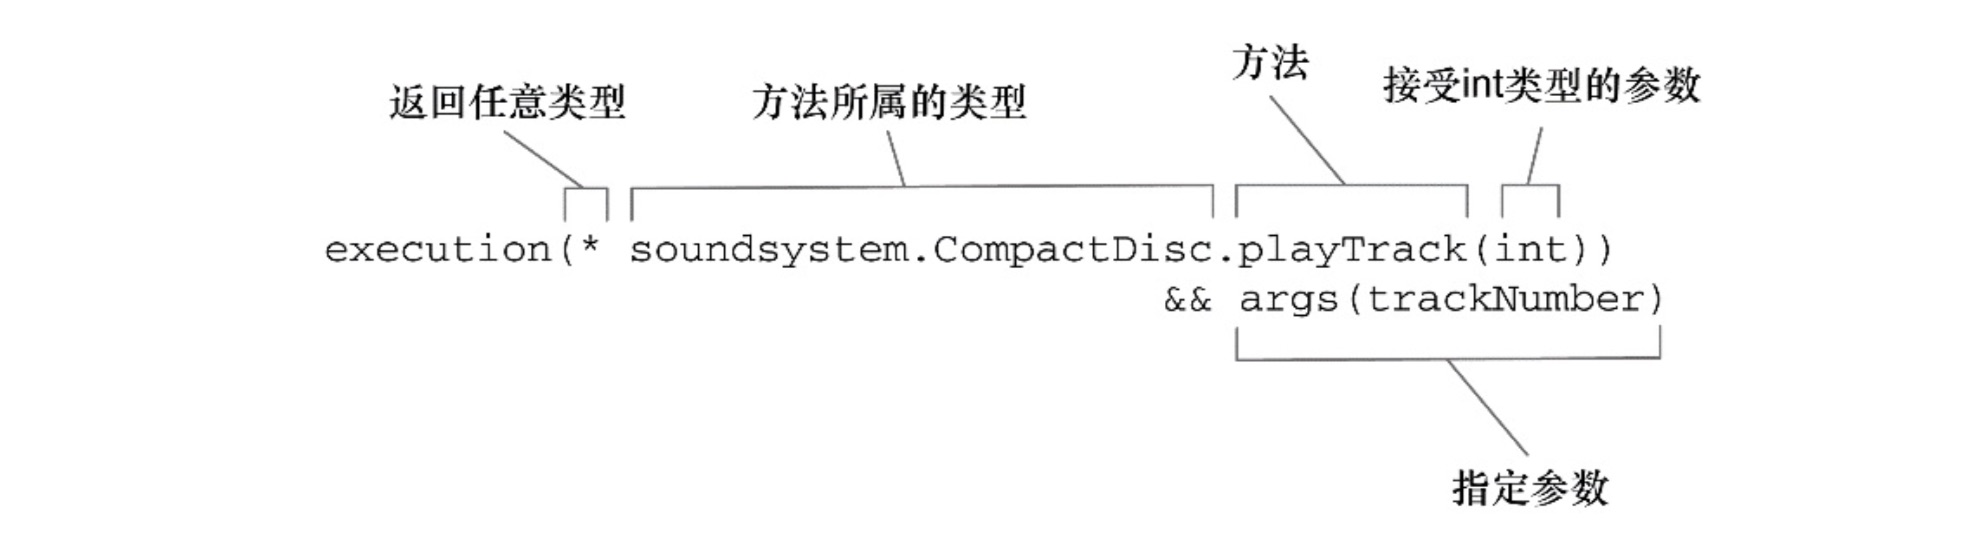 方法
返回任意类型
方法所属的类型
接受int类型的参数
execution(* soundsystem.CompactDisc.playTrack(int))
&& args(trackNumber)
指定参数